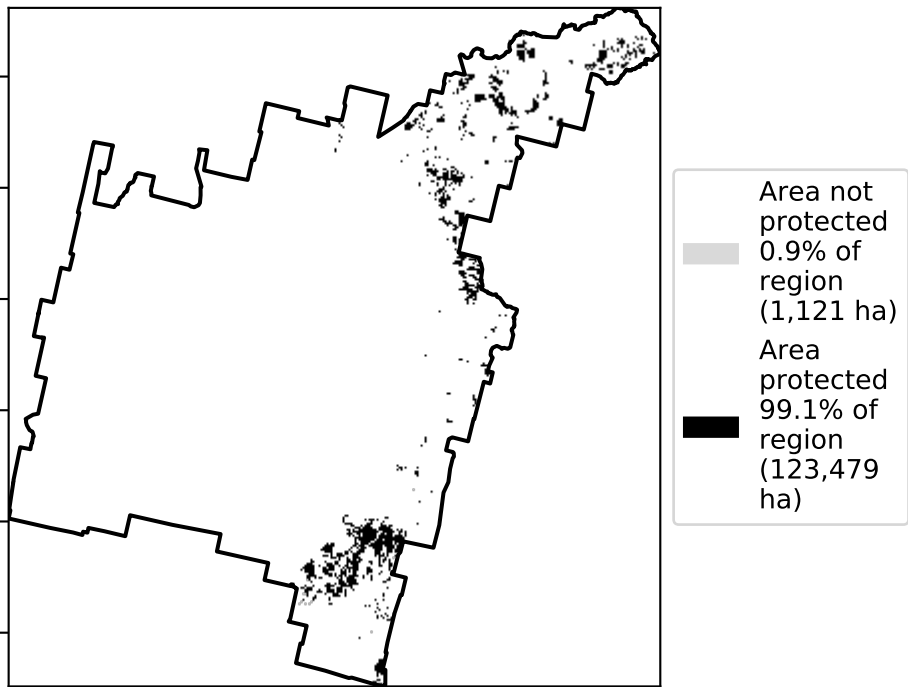 Area not
protected
0.9% of
region
(1,121 ha)
Area
protected
99.1% of
region
(123,479
ha)